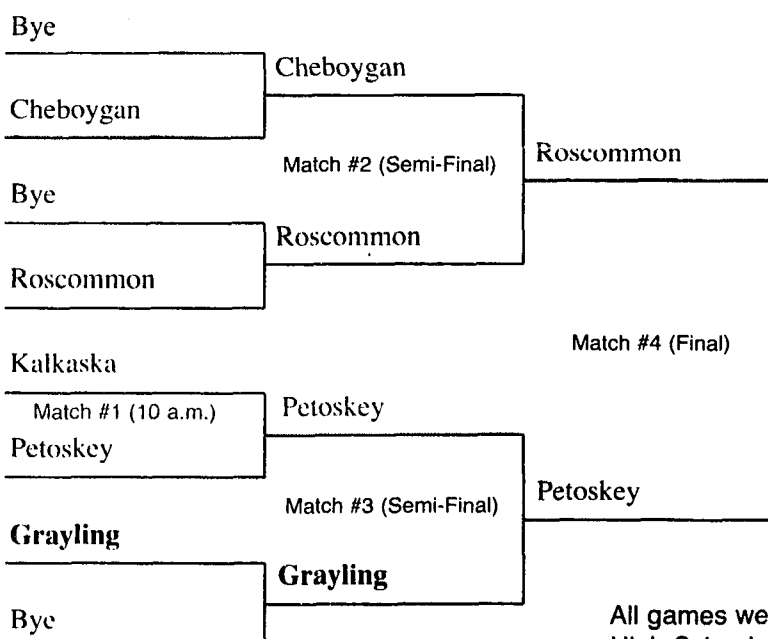 Bye
Cheboygan
Cheboygan
Match #2 (Semi-Final)
Roscommon
Bye
Roscommon
Roscommon
Match #4 (Final)
Kalkaska
Match #1 (10 a.m.)
Petoskey
Petoskey
Match #3 (Semi-Final)
Petoskey
Grayling
Grayling
Bye
All games we